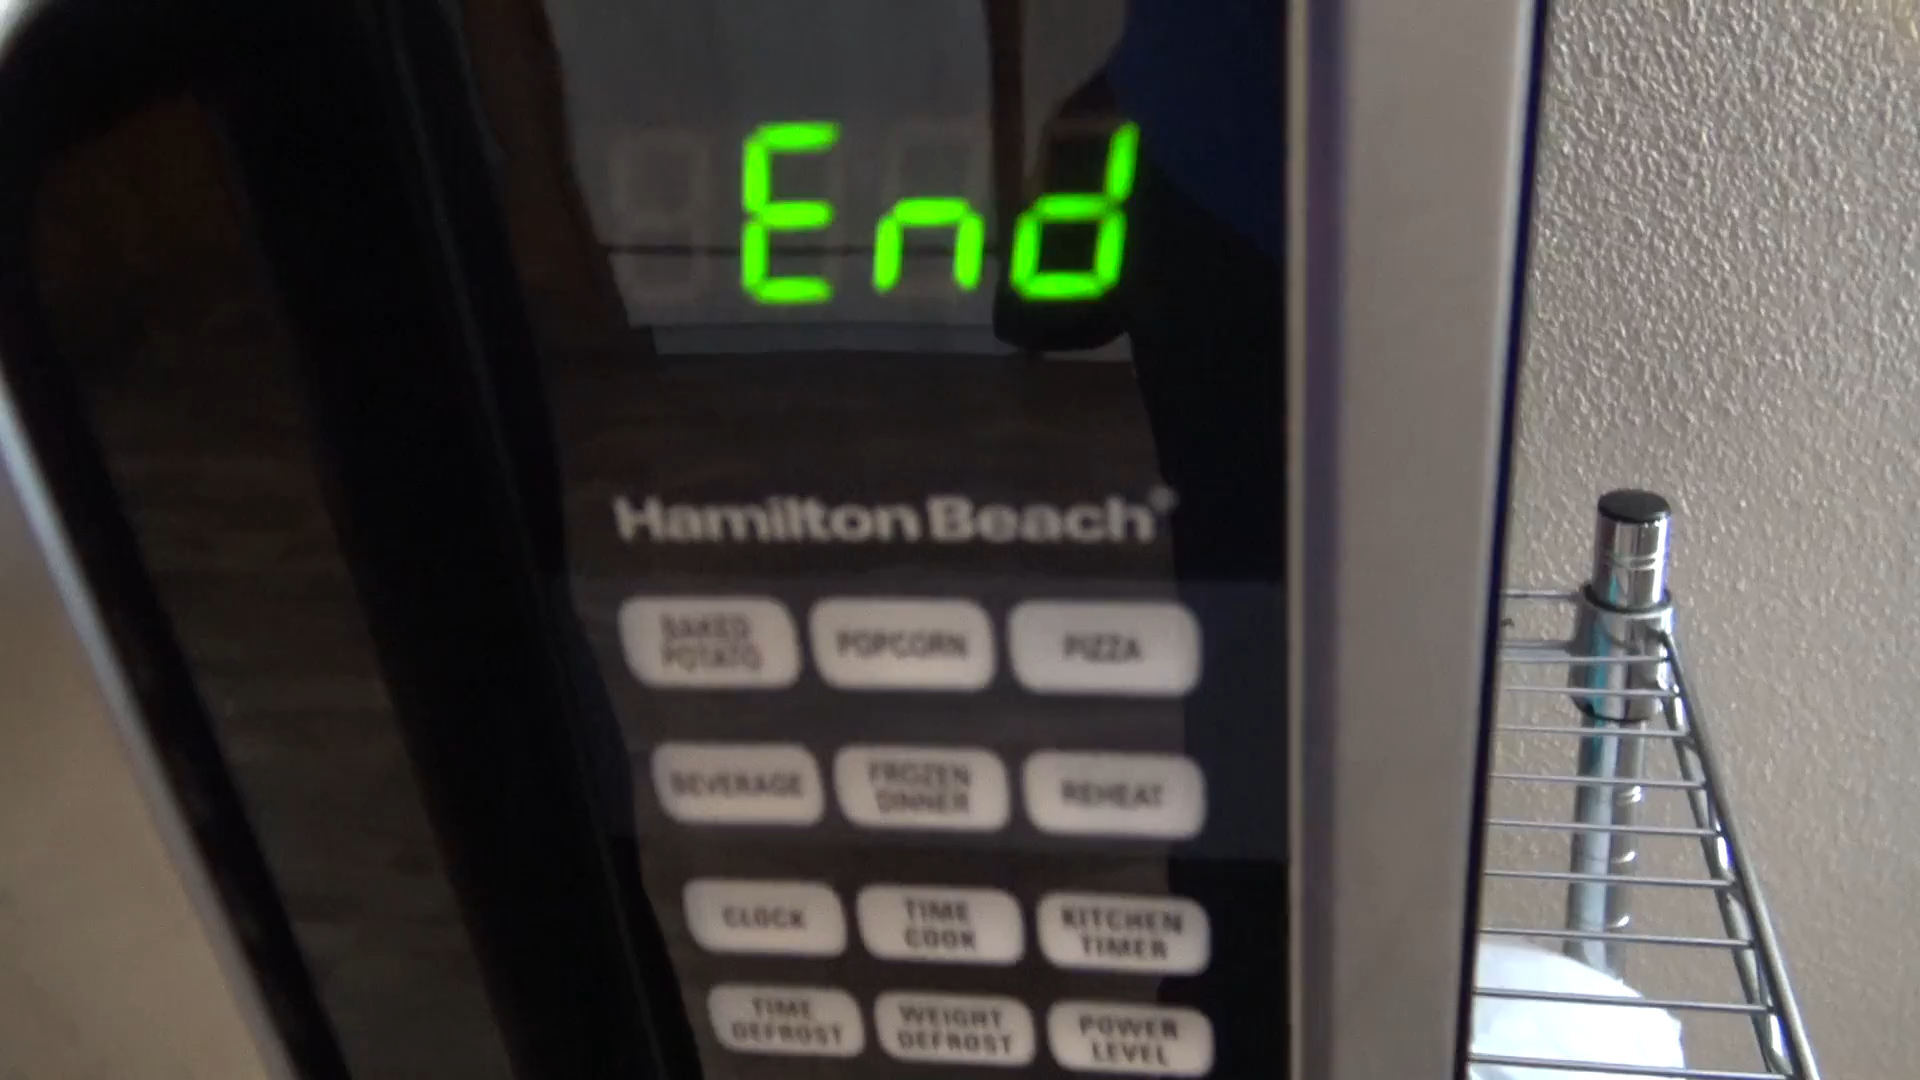 End
Hamilton Beach®
BAKED
POTATO
POPCORN
PIZZA
BEVERAGE
FROZEN
DINNER
REHEAT
CLOCK
TIME
COOK
KITCHEN
TIMER
TIME
DEFROST
WEIGHT
DEFROST
POWER
LEVEL